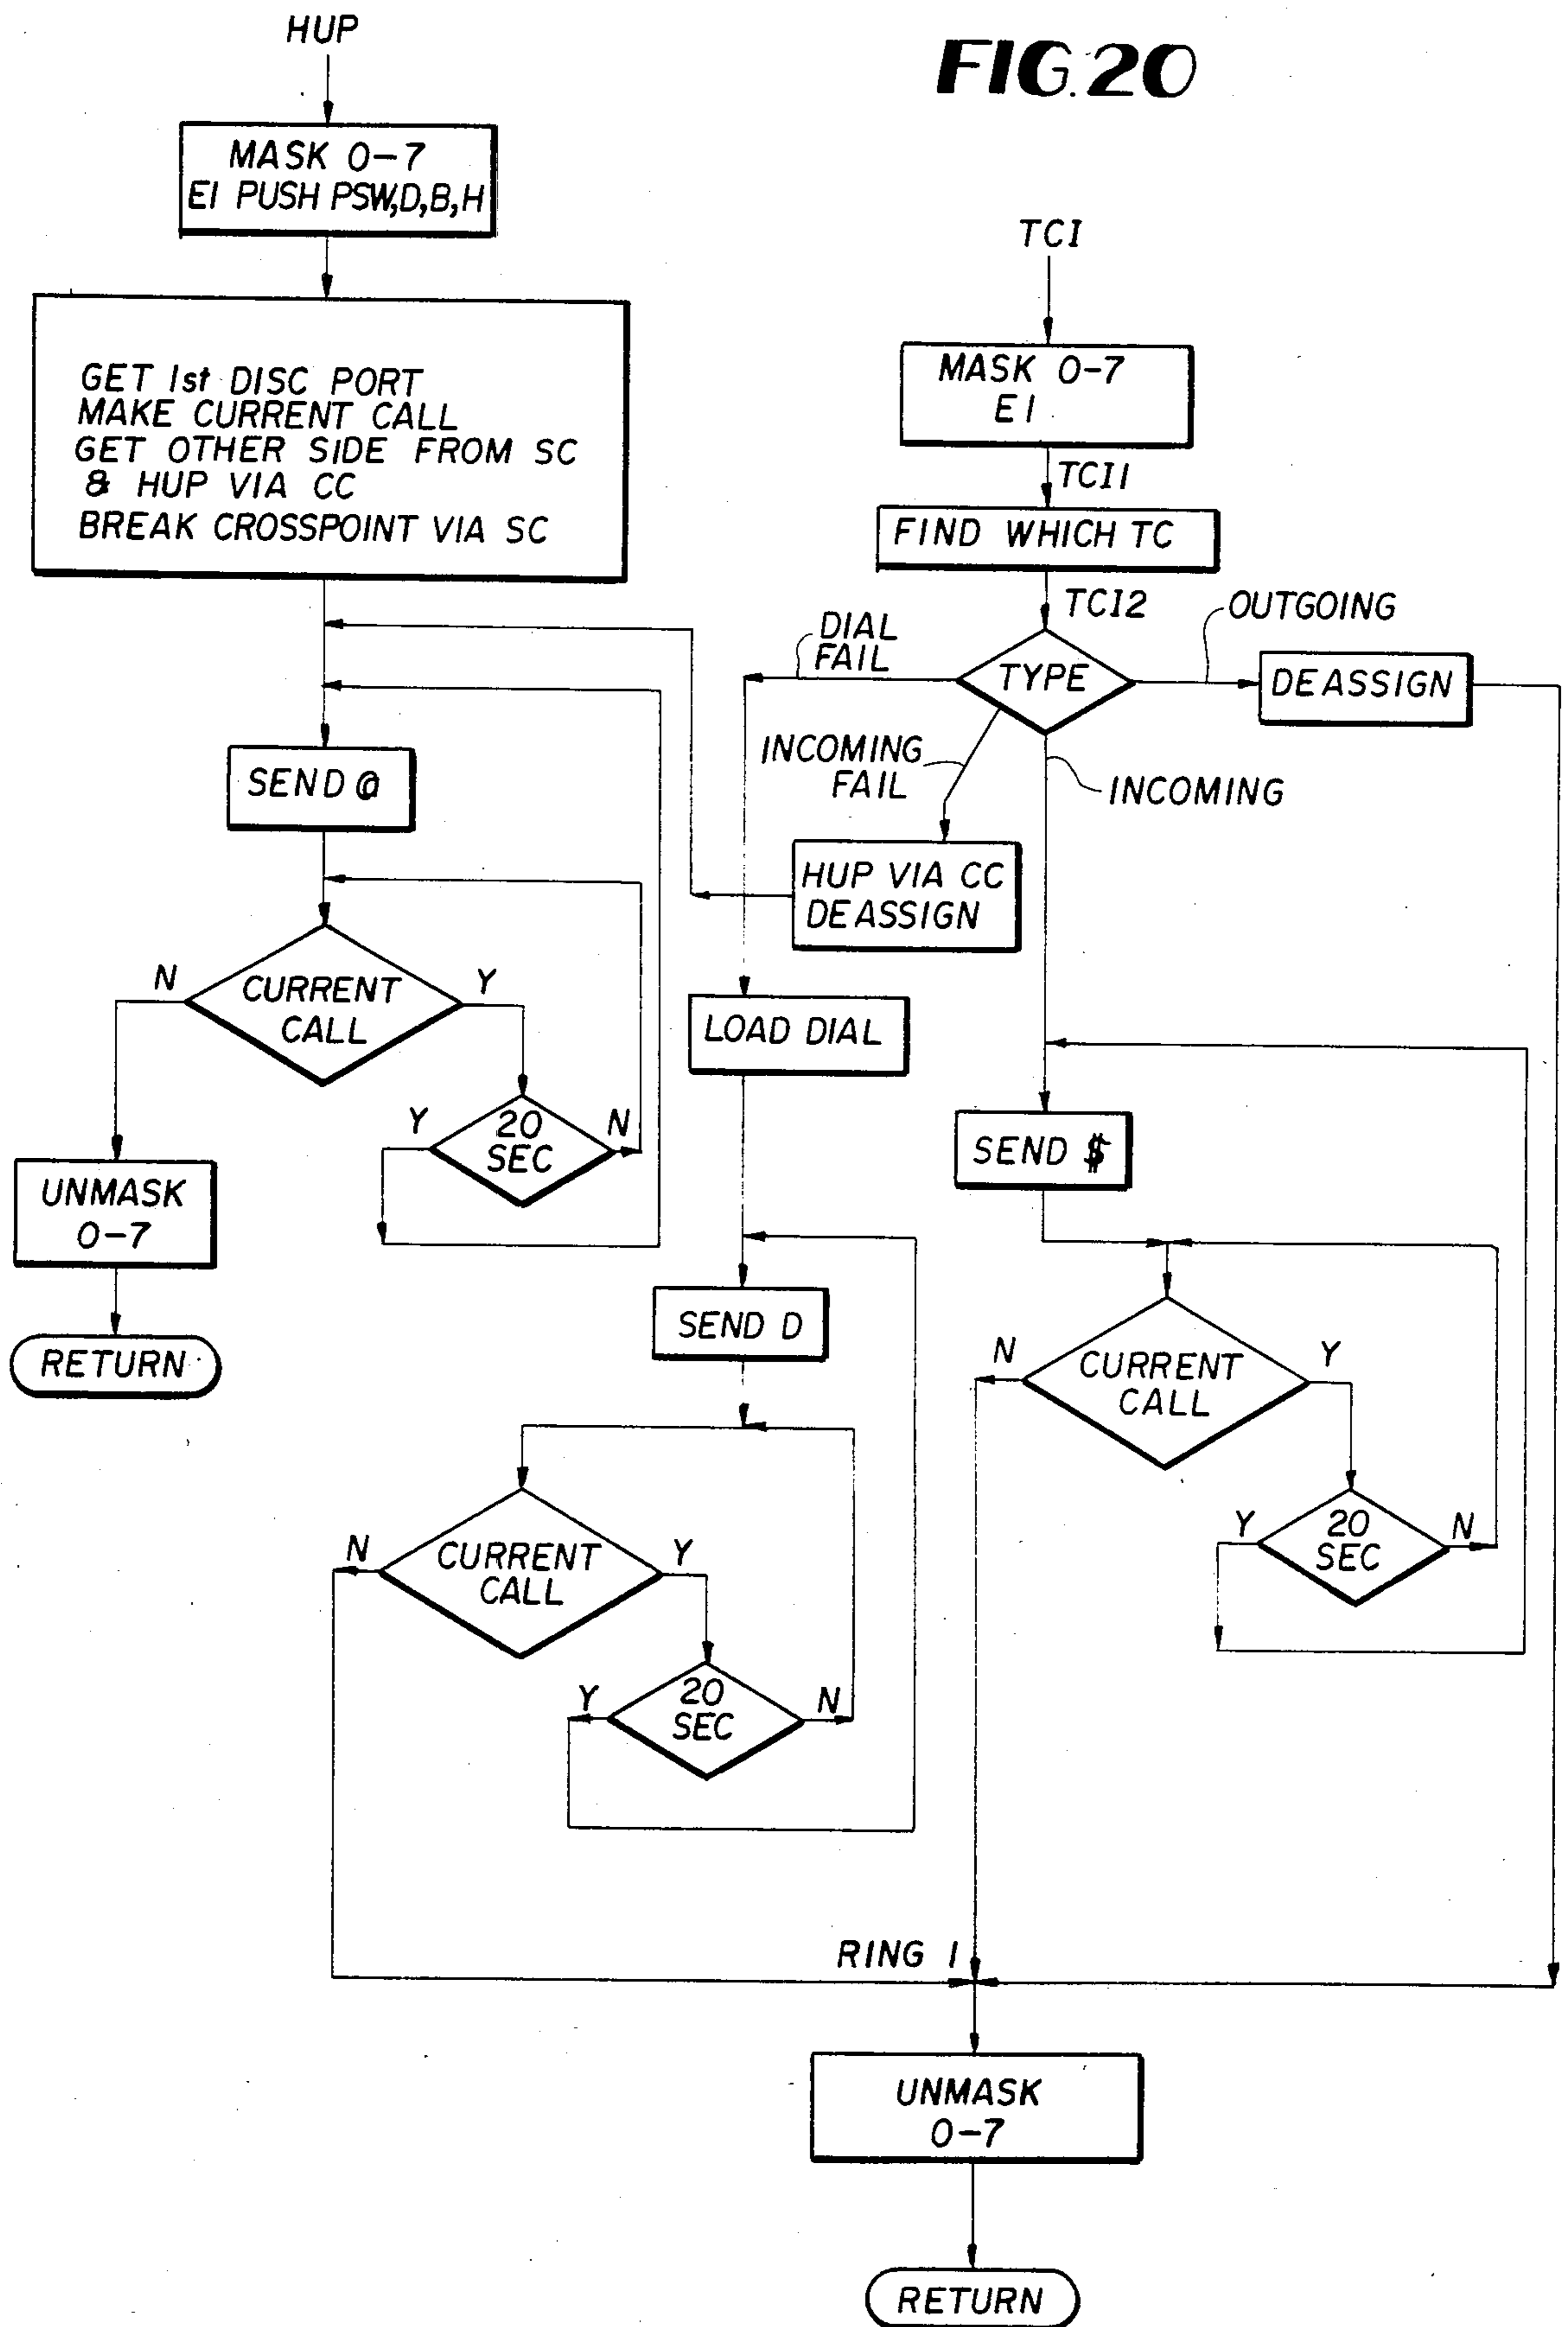 FIG. 20
HUP
MASK 0-7
EI PUSH PSW,D,B,H
GET 1st DISC PORT
MAKE CURRENT CALL
GET OTHER SIDE FROM SC
& HUP VIA CC
BREAK CROSSPOINT VIA SC
SEND @
CURRENT
CALL
N
Y
20
SEC
Y
N
UNMASK
0-7
RETURN
TCI
MASK 0-7
EI
TCI1
FIND WHICH TC
TCI2
TYPE
DIAL
FAIL
OUTGOING
DEASSIGN
INCOMING
FAIL
INCOMING
HUP VIA CC
DEASSIGN
LOAD DIAL
SEND D
CURRENT
CALL
N
Y
20
SEC
Y
N
SEND $
CURRENT
CALL
N
Y
20
SEC
Y
N
RING 1
UNMASK
0-7
RETURN